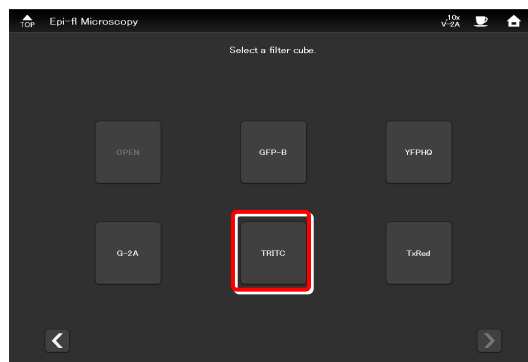 TOP Epi-fl Microscopy 10x
V-2A
Select a filter cube.
OPEN GFP-B YFPHQ
G-2A TRITC TxRed